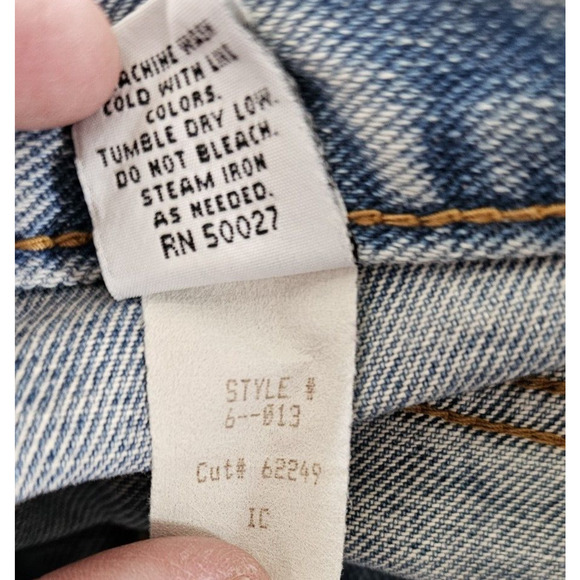 MACHINE WASH
COLD WITH LIKE
COLORS.
TUMBLE DRY LOW.
DO NOT BLEACH.
STEAM IRON
AS NEEDED.
RN 50027
STYLE #
6--013
Cut# 62249
IC